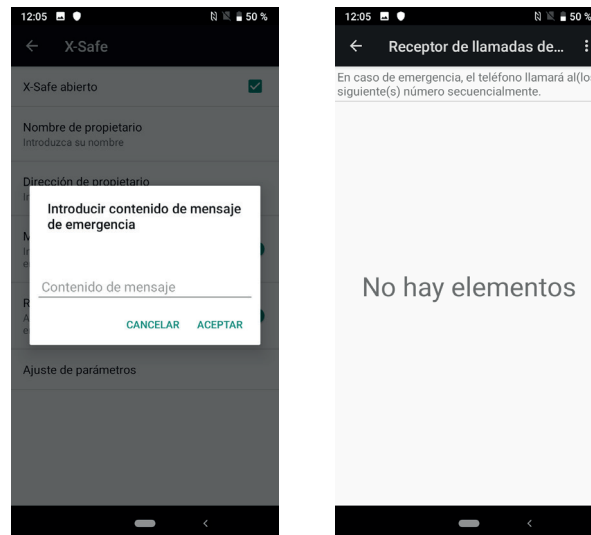 12:05
50 %
X-Safe
X-Safe abierto
Nombre de propietario
Introduzca su nombre
Dirección de propietario
Introducir contenido de mensaje
de emergencia
Contenido de mensaje
CANCELAR ACEPTAR
Ajuste de parámetros
12:05
50 %
Receptor de llamadas de...
En caso de emergencia, el teléfono llamará al(los
siguiente(s) número secuencialmente.
No hay elementos